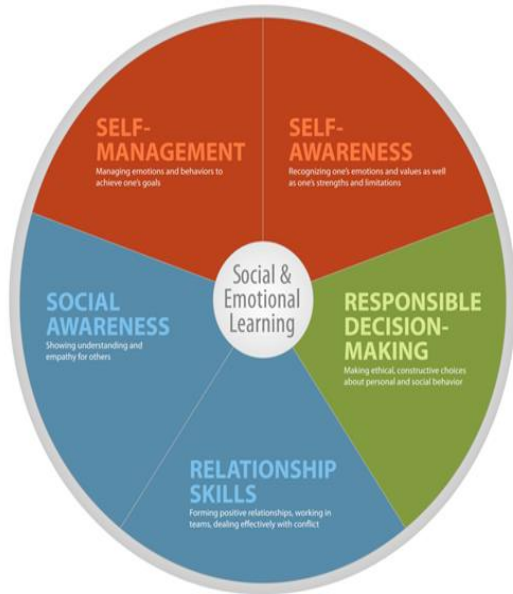 SELF-
MANAGEMENT
Managing emotions and behaviors to
achieve one's goals
SELF-
AWARENESS
Recognizing one's emotions and values as well
as one's strengths and limitations
Social &
Emotional
Learning
SOCIAL
AWARENESS
Showing understanding and
empathy for others
RESPONSIBLE
DECISION-
MAKING
Making ethical, constructive choices
about personal and social behavior
RELATIONSHIP
SKILLS
Forming positive relationships, working in
teams, dealing effectively with conflict